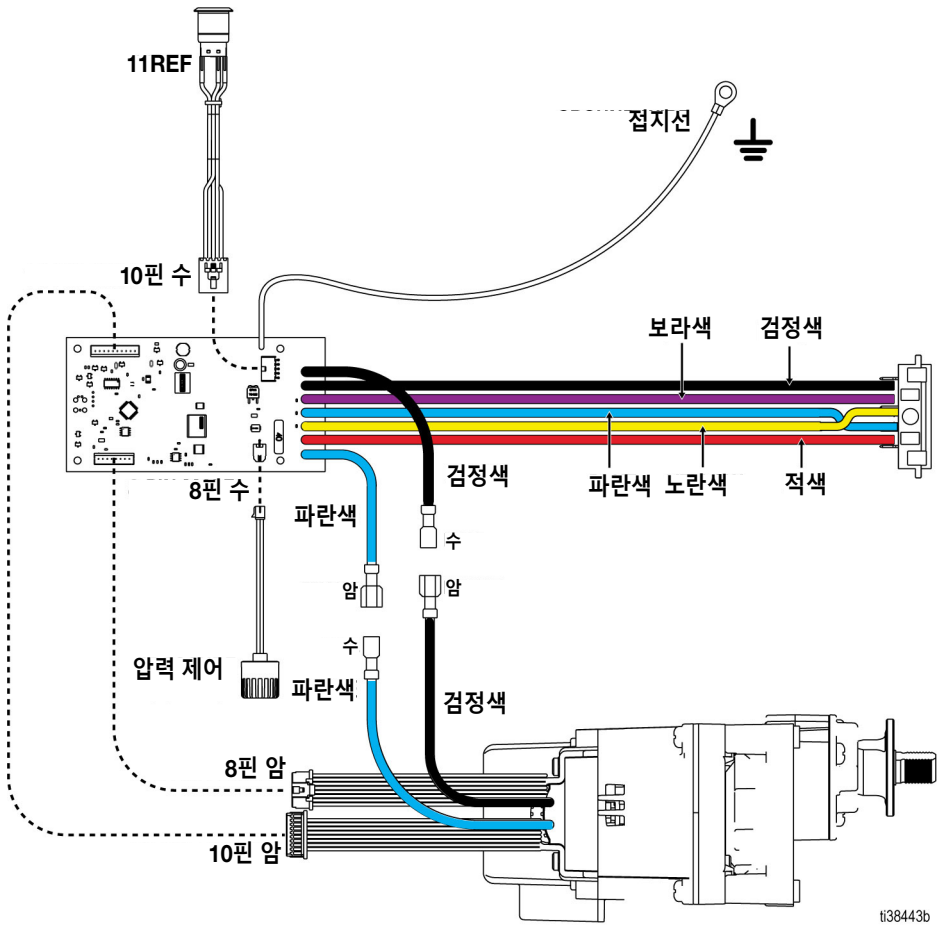 11REF
접지선
10핀 수
보라색 검정색
검정색
파란색 노란색 적색
8핀 수
파란색
수
암
암
수
압력 제어
파란색
검정색
8핀 암
10핀 암
ti38443b